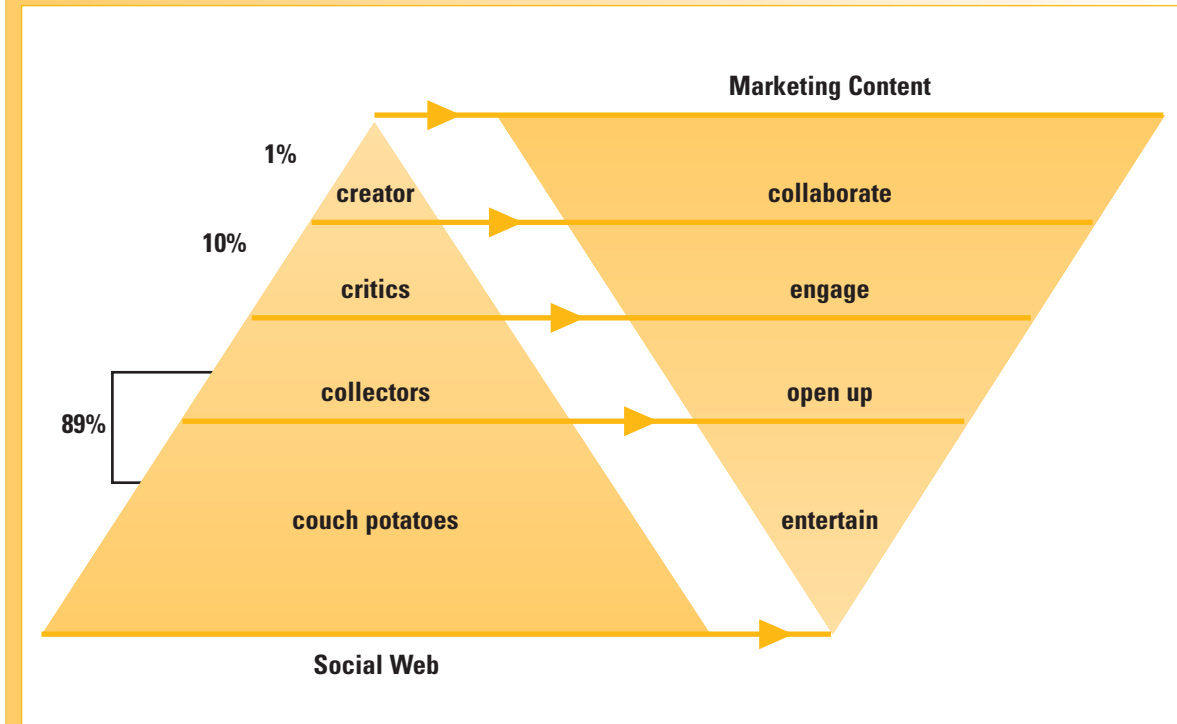 Marketing Content
1%
creator
collaborate
10%
critics
engage
collectors
open up
89%
couch potatoes
entertain
Social Web